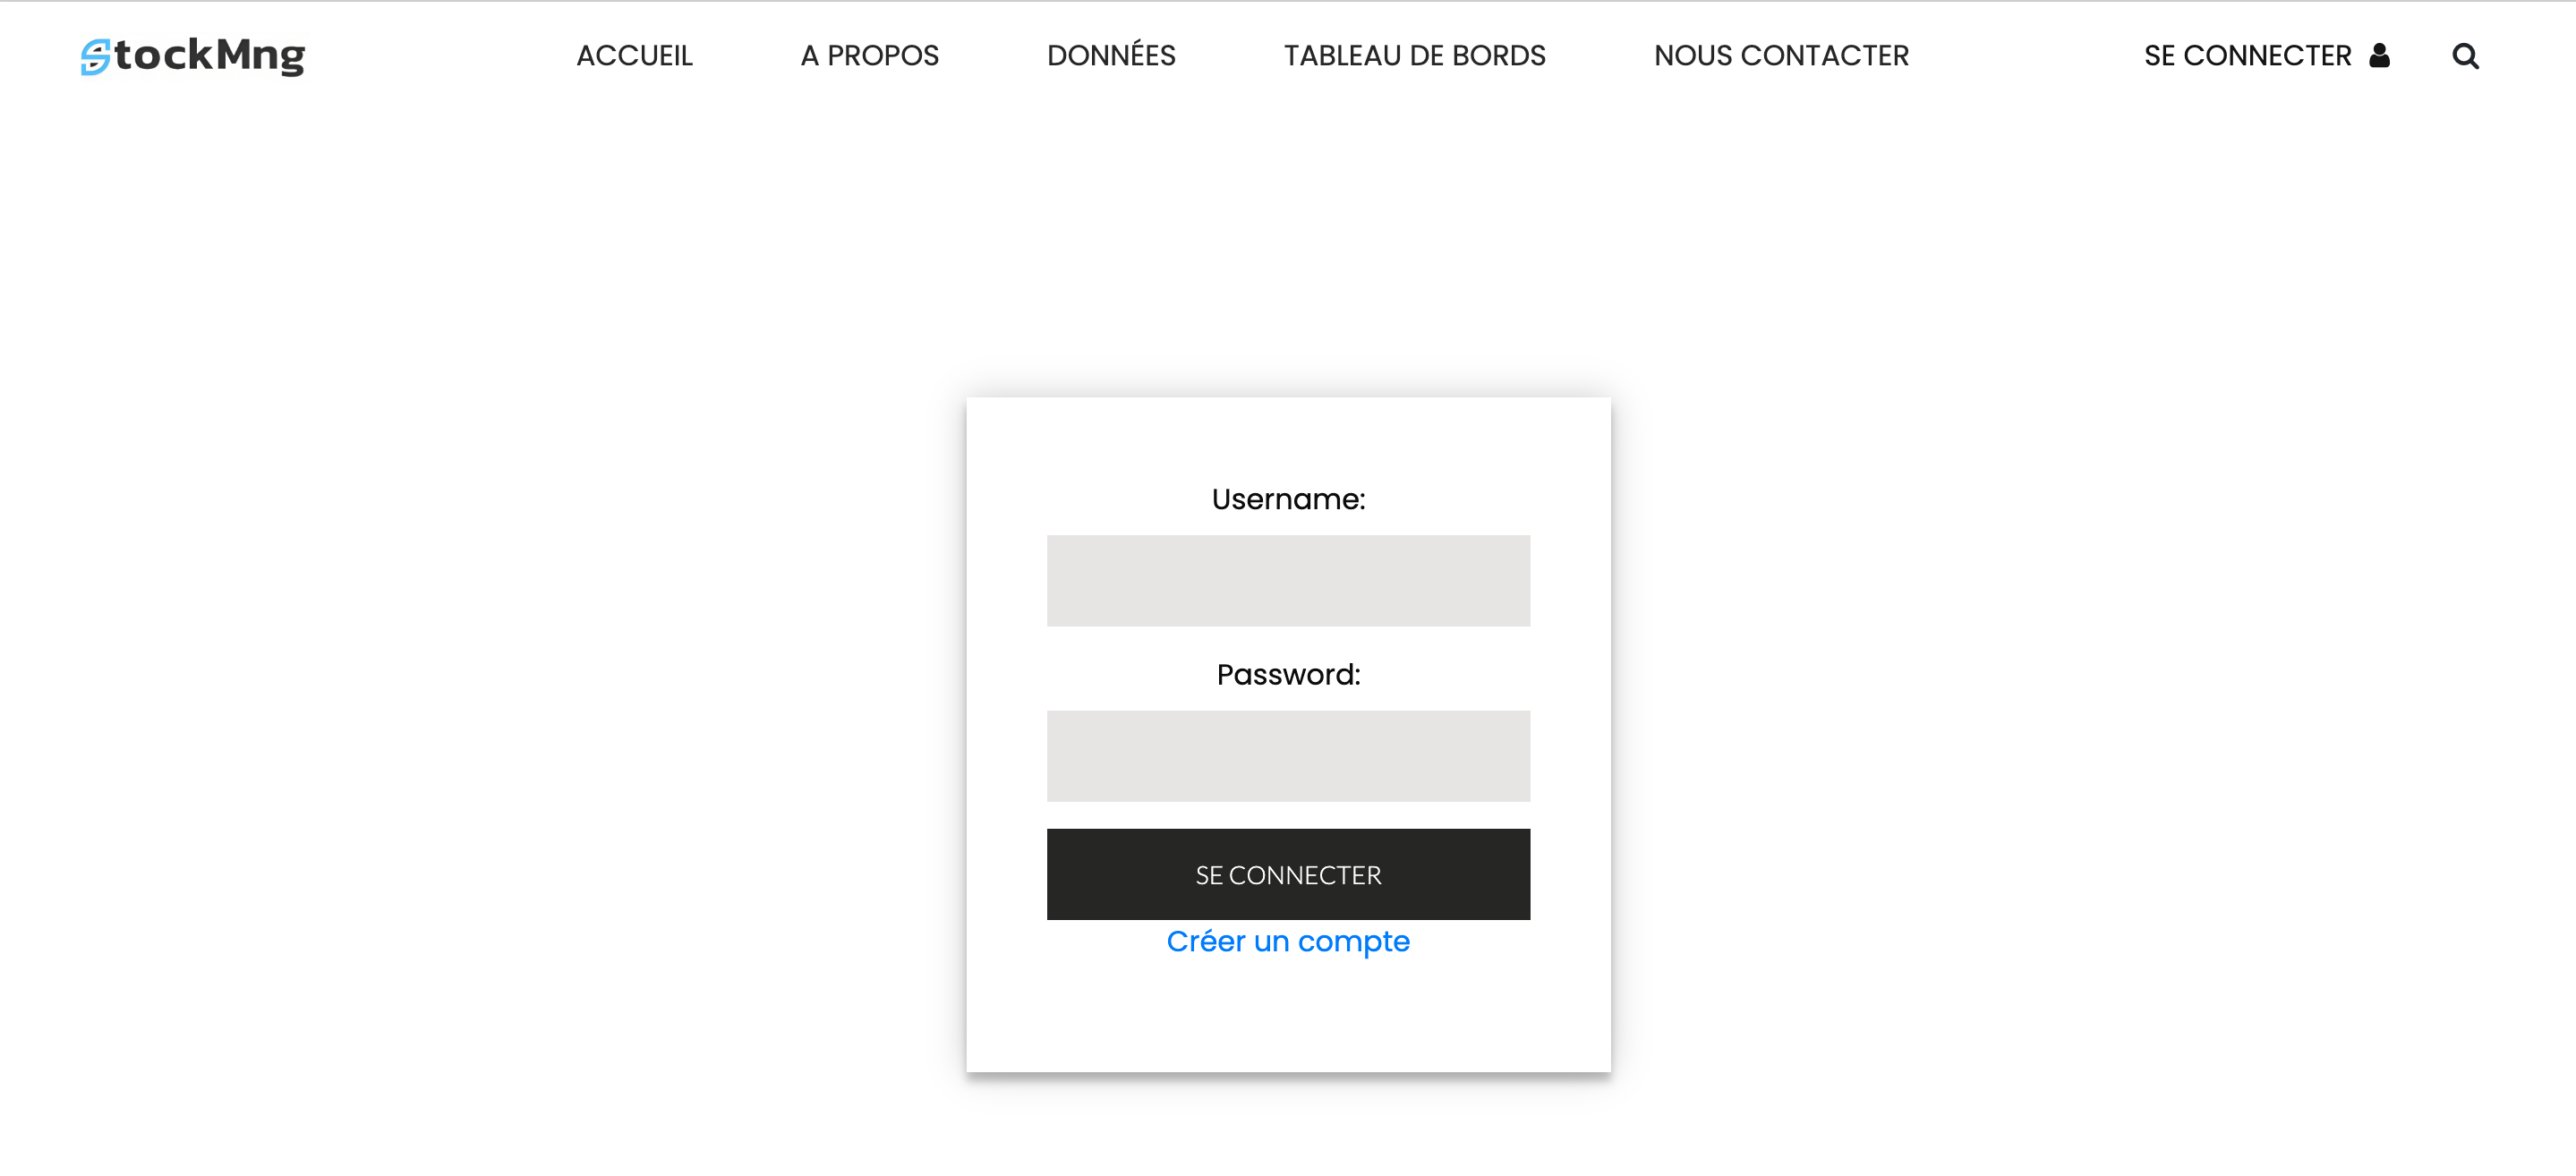 StockMng
ACCUEIL
A PROPOS
DONNÉES
TABLEAU DE BORDS
NOUS CONTACTER
SE CONNECTER
Username:
Password:
SE CONNECTER
Créer un compte